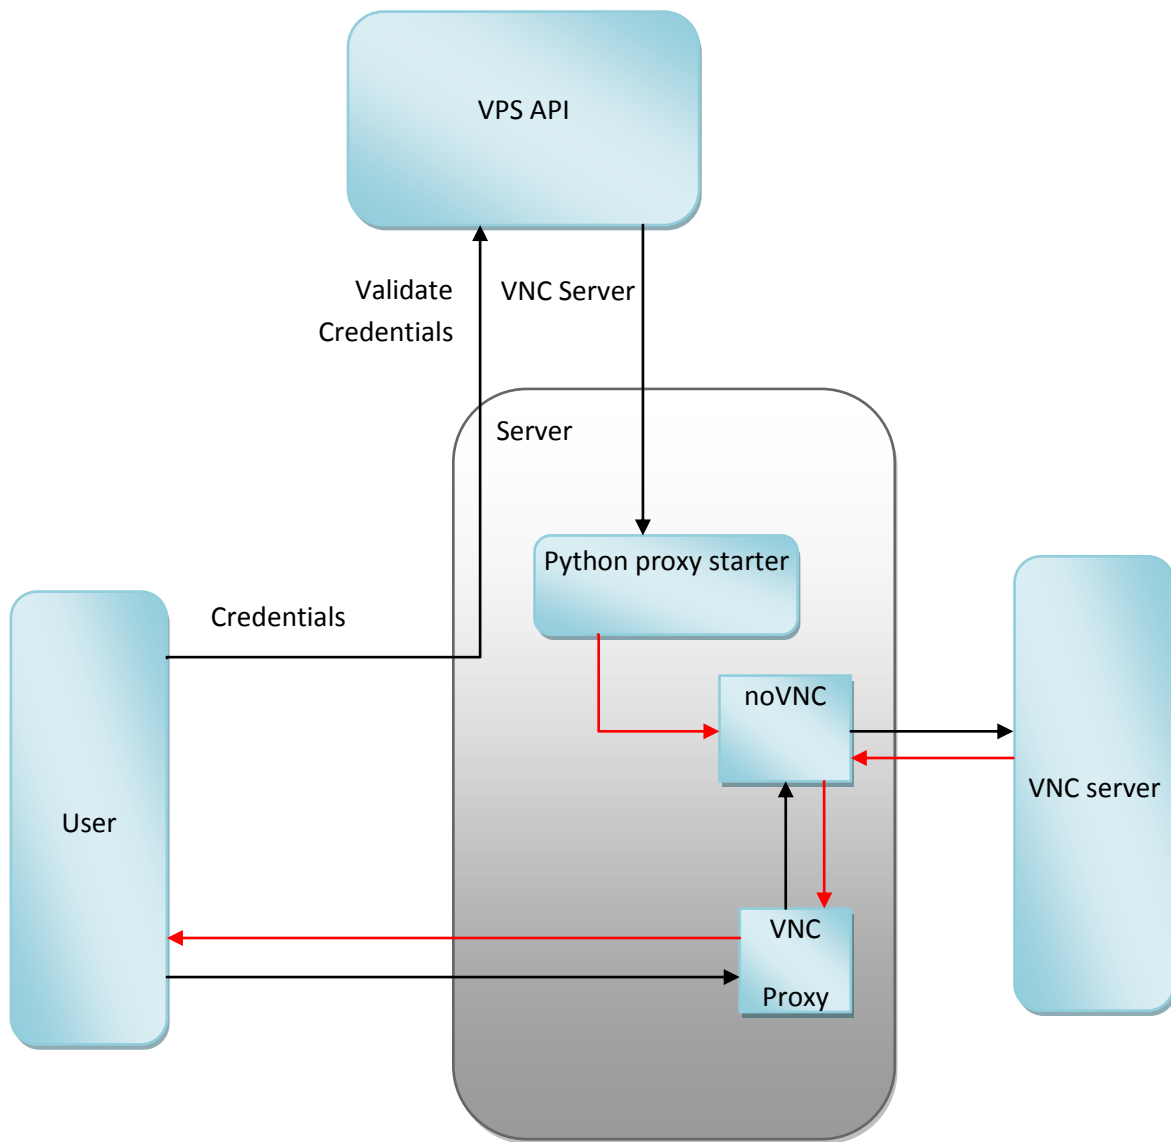 VPS API
Validate
Credentials
VNC Server
Server
Python proxy starter
Credentials
noVNC
VNC server
User
VNC
Proxy